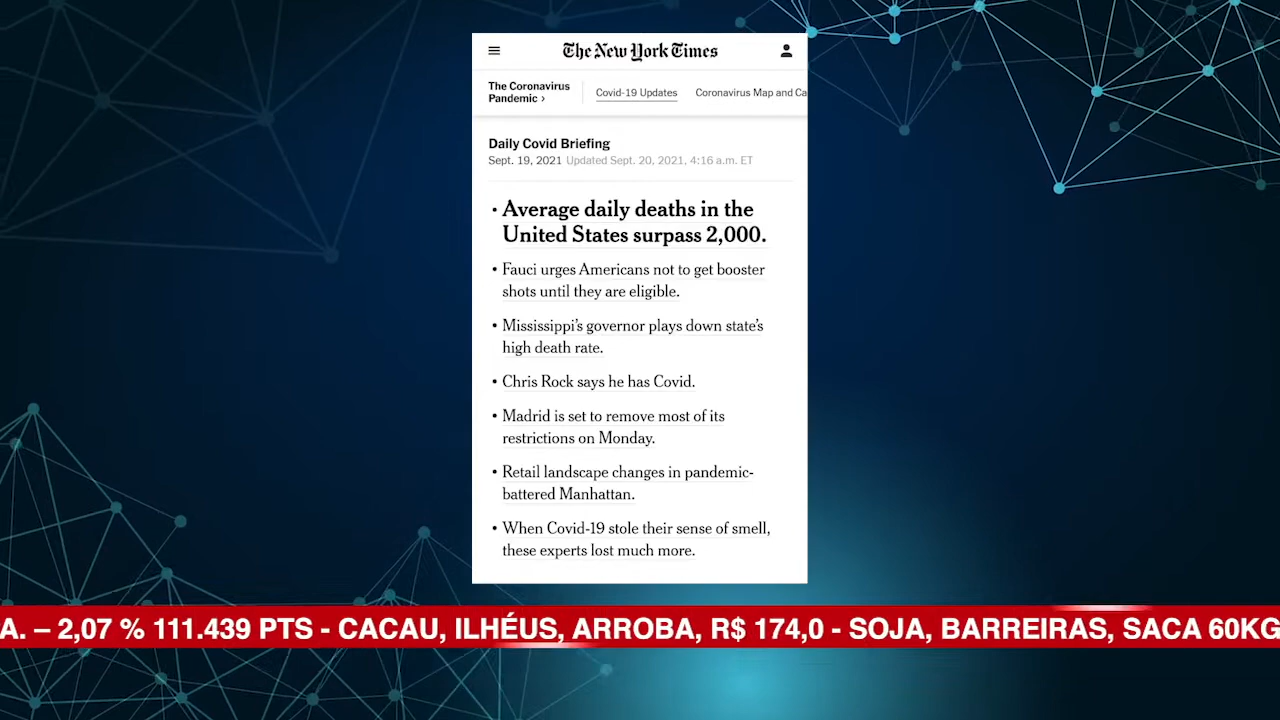 The New York Times
The Coronavirus
Pandemic ›
Covid-19 Updates
Coronavirus Map and Ca
Daily Covid Briefing
Sept. 19, 2021 Updated Sept. 20, 2021, 4:16 a.m. ET
• Average daily deaths in the
United States surpass 2,000.
• Fauci urges Americans not to get booster
shots until they are eligible.
• Mississippi’s governor plays down state’s
high death rate.
• Chris Rock says he has Covid.
• Madrid is set to remove most of its
restrictions on Monday.
• Retail landscape changes in pandemic-
battered Manhattan.
• When Covid-19 stole their sense of smell,
these experts lost much more.
A. – 2,07 % 111.439 PTS - CACAU, ILHÉUS, ARROBA, R$ 174,0 - SOJA, BARREIRAS, SACA 60KG